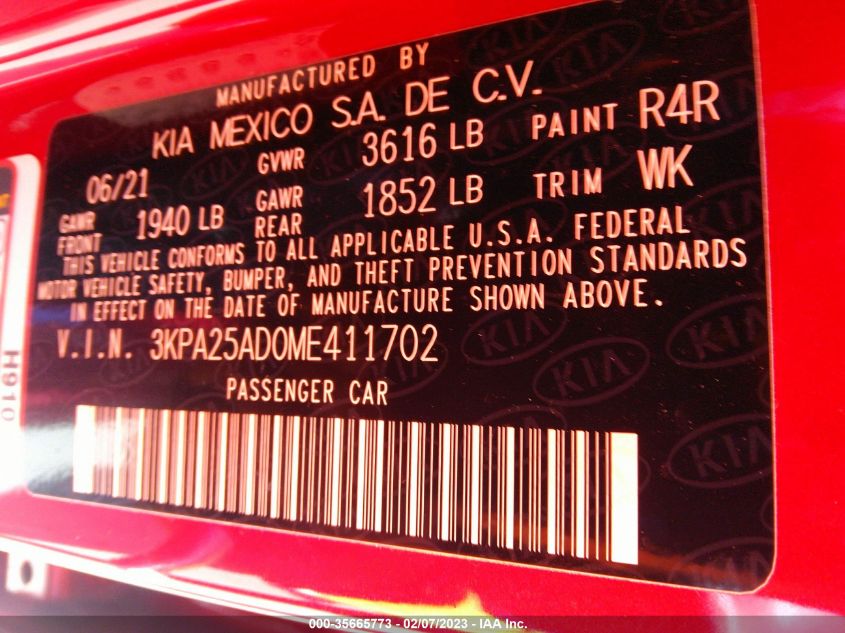 MANUFACTURED BY
KIA MEXICO S.A. DE C.V.
06/21 GVWR 3616 LB PAINT R4R
GAWR FRONT 1940 LB GAWR REAR 1852 LB TRIM WK
THIS VEHICLE CONFORMS TO ALL APPLICABLE U.S.A. FEDERAL
MOTOR VEHICLE SAFETY, BUMPER, AND THEFT PREVENTION STANDARDS
IN EFFECT ON THE DATE OF MANUFACTURE SHOWN ABOVE.
V.I.N. 3KPA25AD0ME411702
PASSENGER CAR
H910
KIA
000-35665773 - 02/07/2023 - IAA Inc.